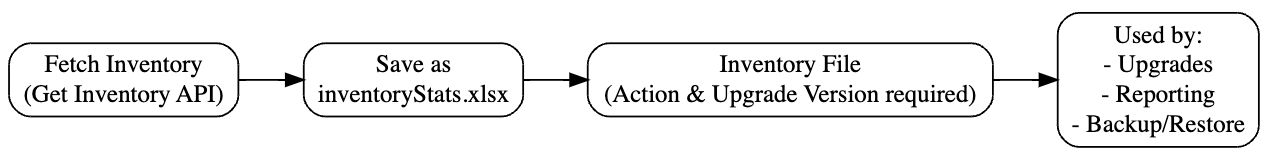 Fetch Inventory
(Get Inventory API)
Save as
inventoryStats.xlsx
Inventory File
(Action & Upgrade Version required)
Used by:
- Upgrades
- Reporting
- Backup/Restore